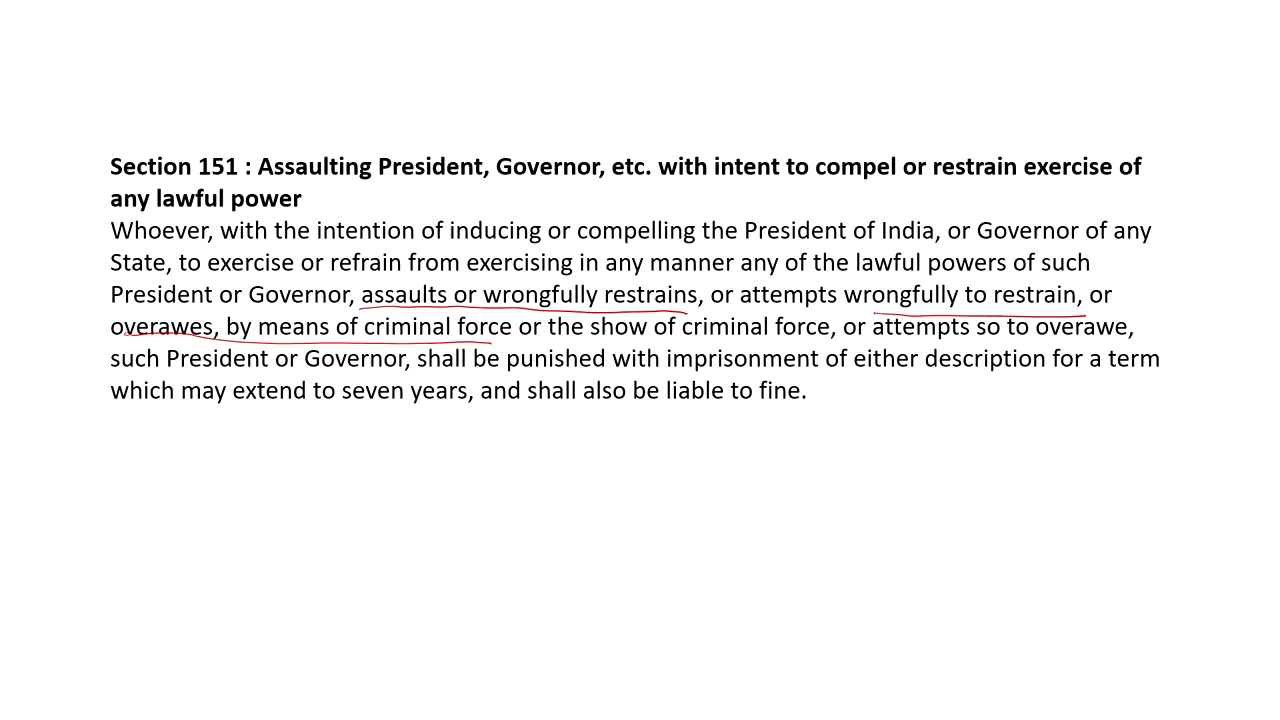 Section 151 : Assaulting President, Governor, etc. with intent to compel or restrain exercise of
any lawful power
Whoever, with the intention of inducing or compelling the President of India, or Governor of any
State, to exercise or refrain from exercising in any manner any of the lawful powers of such
President or Governor, assaults or wrongfully restrains, or attempts wrongfully to restrain, or
overawes, by means of criminal force or the show of criminal force, or attempts so to overawe,
such President or Governor, shall be punished with imprisonment of either description for a term
which may extend to seven years, and shall also be liable to fine.